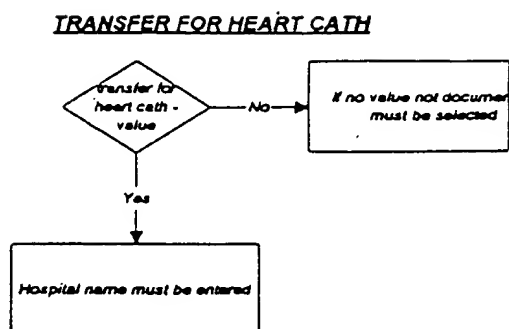 TRANSFER FOR HEART CATH
transfer for
heart cath -
value
No
If no value not documen
must be selected
Yes
Hospital name must be entered